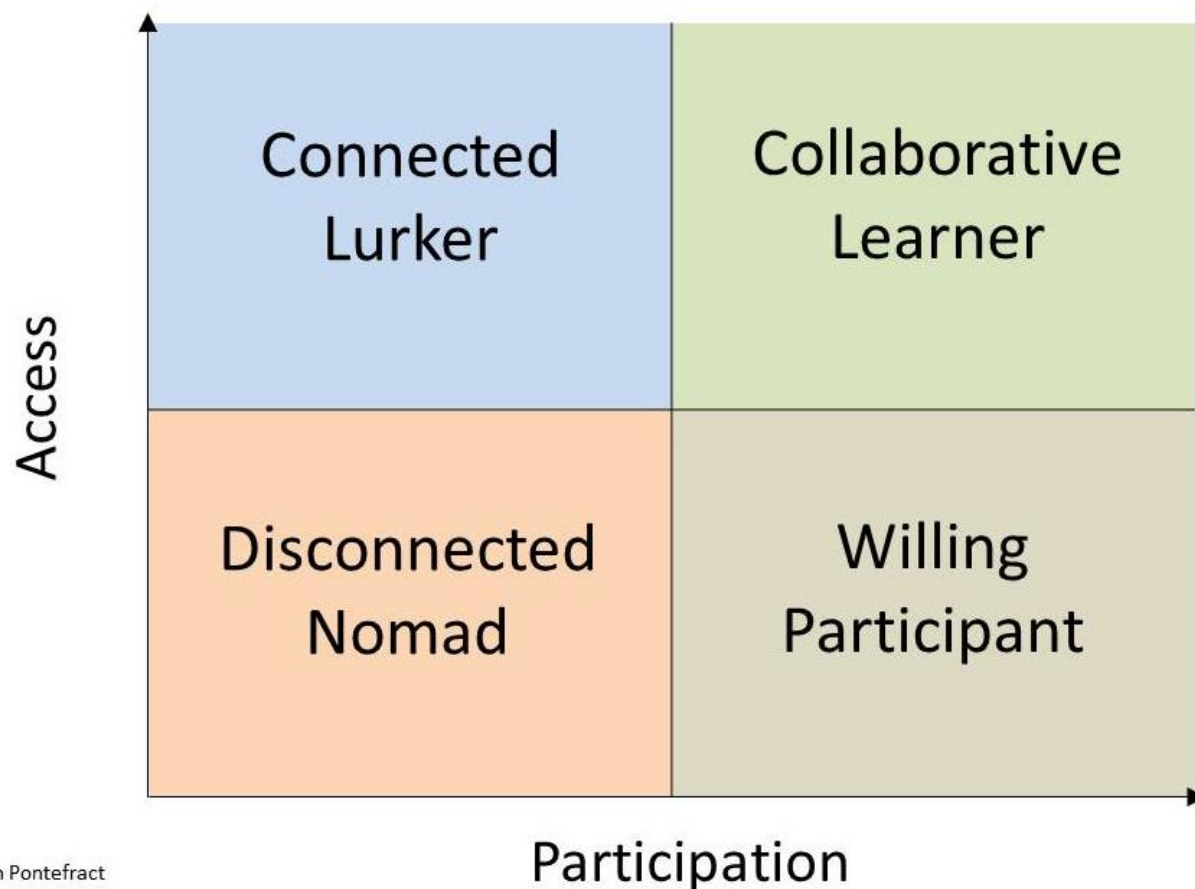 Connected
Lurker
Collaborative
Learner
Access
Disconnected
Nomad
Willing
Participant
Participation
Pontefract